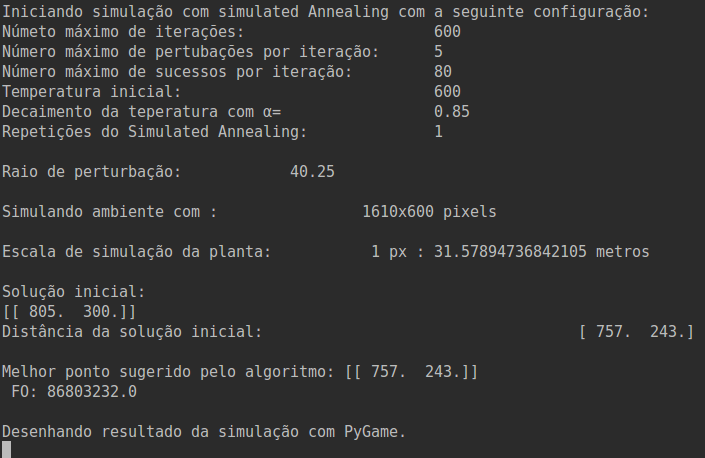 Iniciando simulação com simulated Annealing com a seguinte configuração:
Númeto máximo de iterações: 600
Número máximo de pertubações por iteração: 5
Número máximo de sucessos por iteração: 80
Temperatura inicial: 600
Decaimento da teperatura com α= 0.85
Repetições do Simulated Annealing: 1
Raio de perturbação: 40.25
Simulando ambiente com : 1610x600 pixels
Escala de simulação da planta: 1 px : 31.57894736842105 metros
Solução inicial:
[[ 805.  300.]]
Distância da solução inicial: [ 757.  243.]
Melhor ponto sugerido pelo algoritmo: [[ 757.  243.]]
FO: 86803232.0
Desenhando resultado da simulação com PyGame.